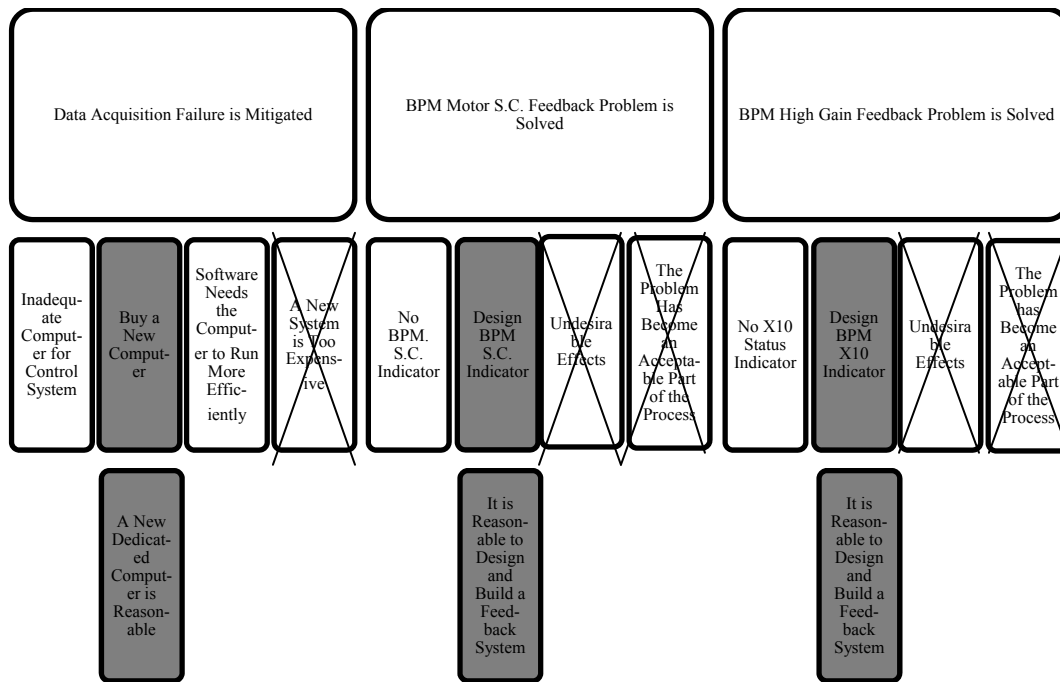 Data Acquisition Failure is Mitigated
BPM Motor S.C. Feedback Problem is
Solved
BPM High Gain Feedback Problem is Solved
Inadequ-
ate
Comput-
er for
Control
System
Buy a
New
Comput-
er
Software
Needs
the
Comput-
er to Run
More
Effic-
iently
A New
System
is Too
Expens-
ive
No
BPM.
S.C.
Indicator
Design
BPM
S.C.
Indicator
Undesira
ble
Effects
The
Problem
Has
Become
an
Accepta-
ble Part
of the
Process
No X10
Status
Indicator
Design
BPM
X10
Indicator
Undesira
ble
Effects
The
Problem
has
Become
an
Accept-
able Part
of the
Process
A New
Dedicat-
ed
Comput-
er is
Reason-
able
It is
Reason-
able to
Design
and
Build a
Feed-
back
System
It is
Reason-
able to
Design
and
Build a
Feed-
back
System